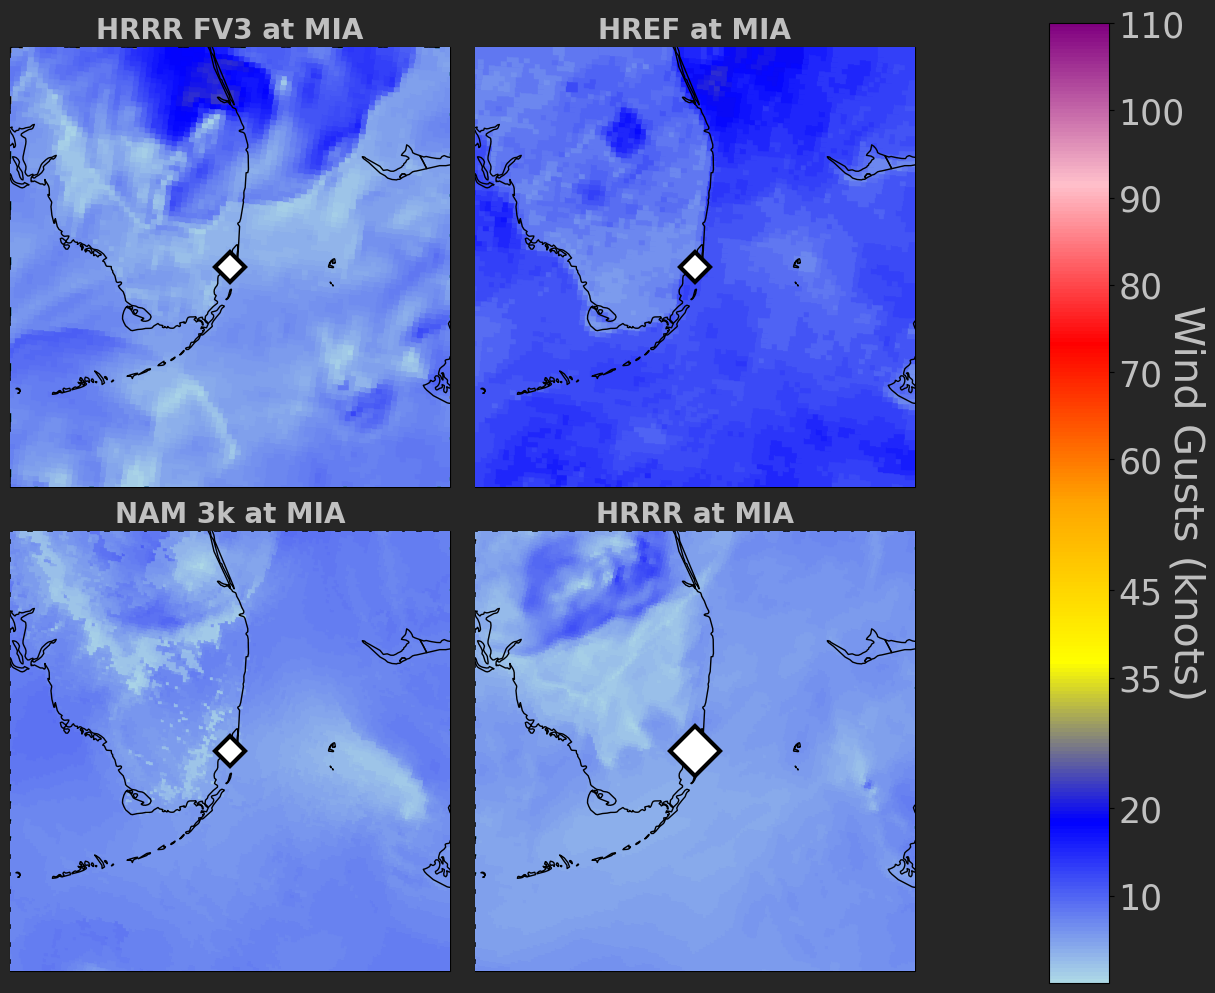 HRRR FV3 at MIA
HREF at MIA
NAM 3k at MIA
HRRR at MIA
110
100
90
80
70
60
45
35
20
10
Wind Gusts (knots)